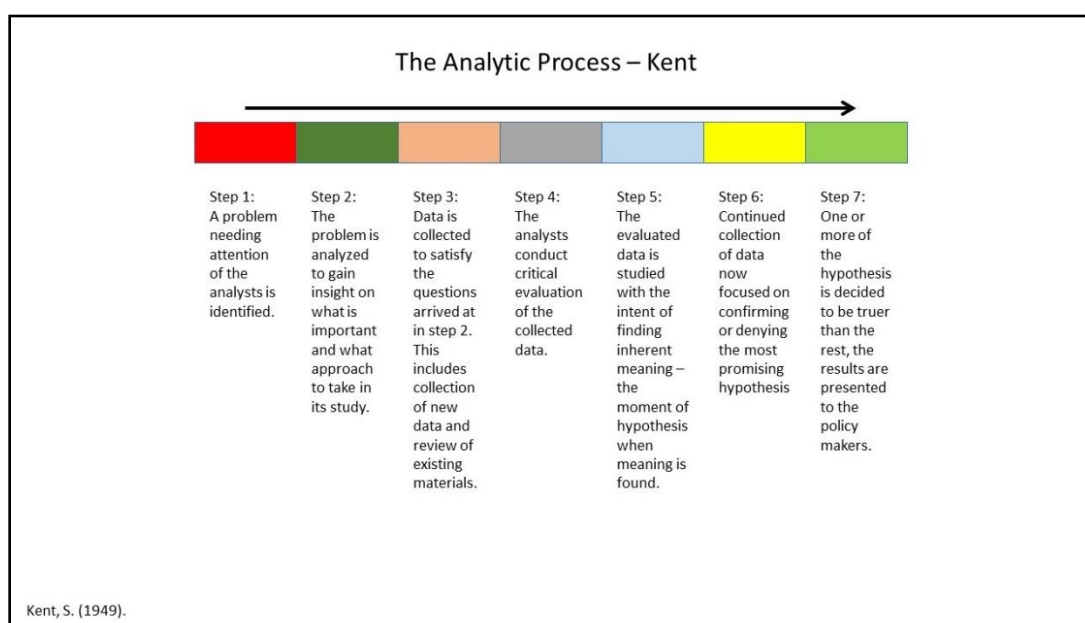 The Analytic Process – Kent
Step 1:
A problem
needing
attention
of the
analysts is
identified.
Step 2:
The
problem is
analyzed
to gain
insight on
what is
important
and what
approach
to take in
its study.
Step 3:
Data is
collected
to satisfy
the
questions
arrived at
in step 2.
This
includes
collection
of new
data and
review of
existing
materials.
Step 4:
The
analysts
conduct
critical
evaluation
of the
collected
data.
Step 5:
The
evaluated
data is
studied
with the
intent of
finding
inherent
meaning –
the
moment of
hypothesis
when
meaning is
found.
Step 6:
Continued
collection
of data
now
focused on
confirming
or denying
the most
promising
hypothesis
Step 7:
One or
more of
the
hypothesis
is decided
to be truer
than the
rest, the
results are
presented
to the
policy
makers.
Kent, S. (1949).